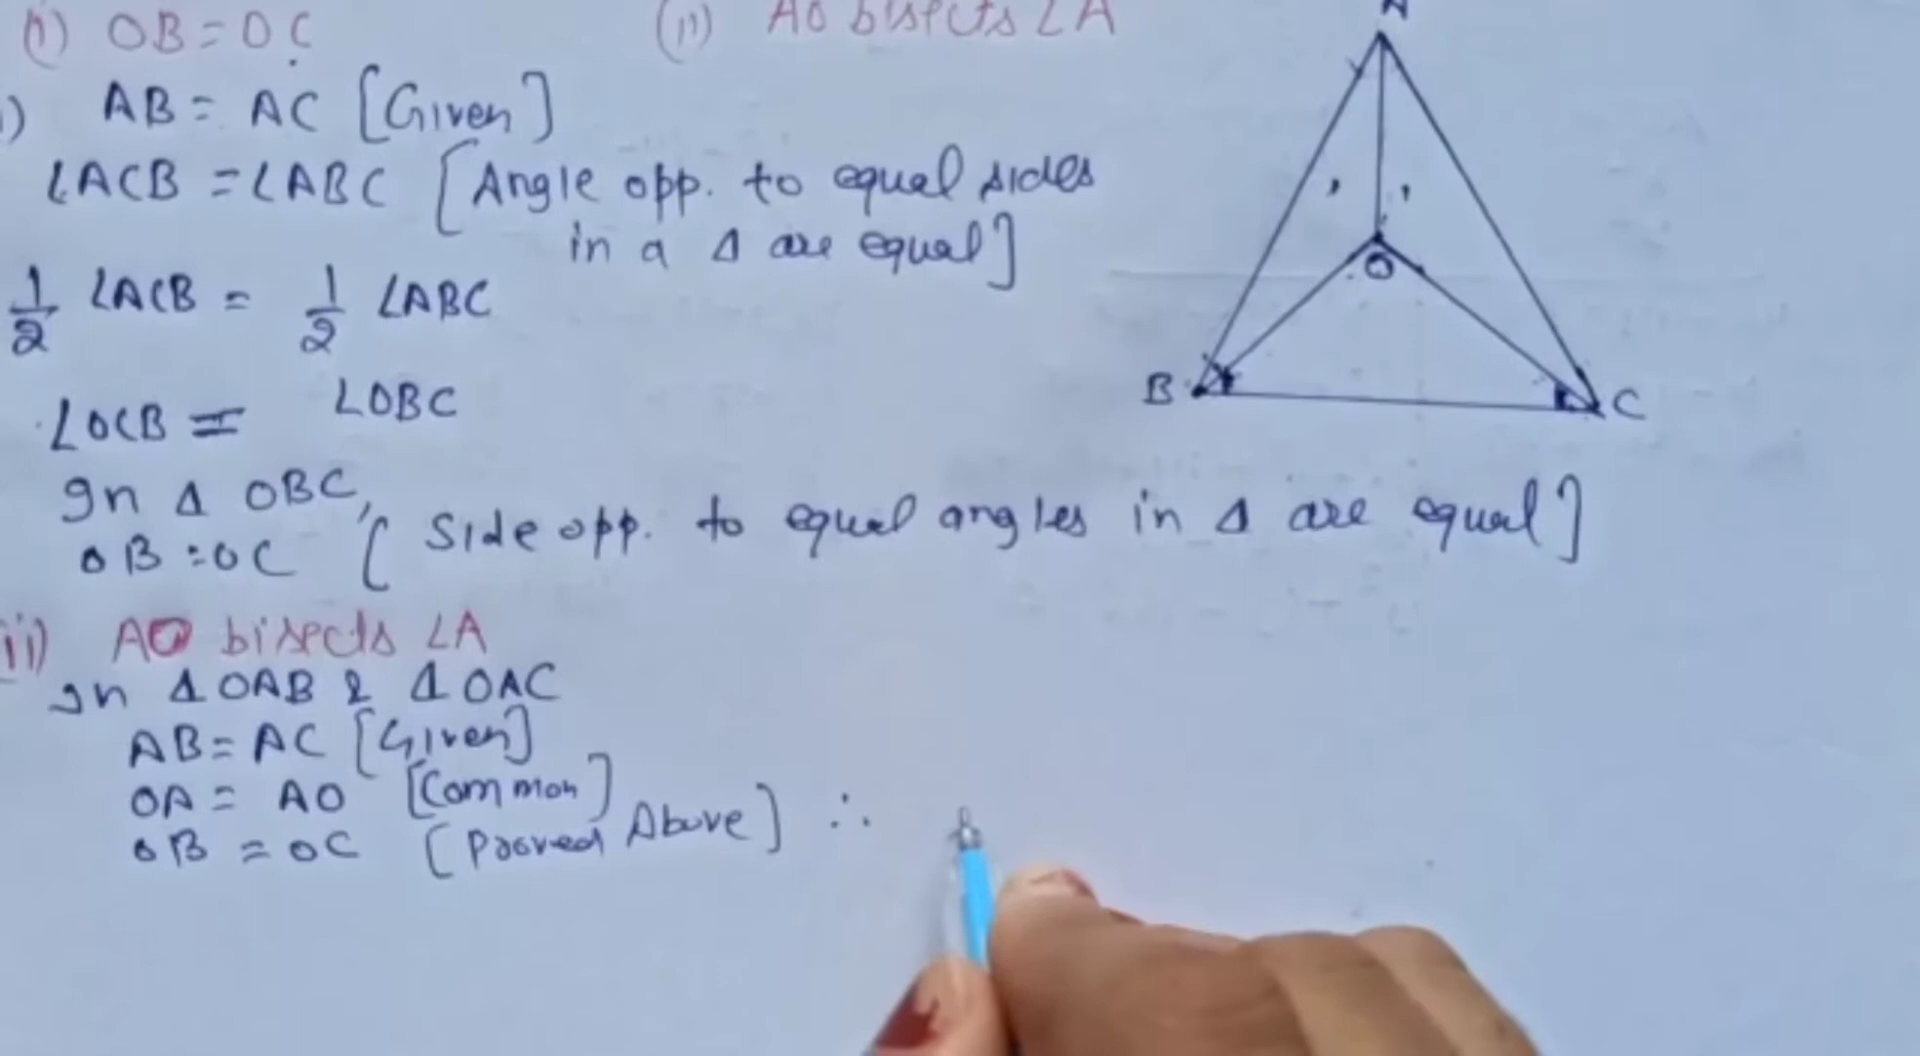 (i) OB = OC (ii) AO bisects ∠A
A
i) AB = AC [Given]
∠ACB = ∠ABC [Angle opp. to equal sides
in a Δ are equal]
1/2 ∠ACB = 1/2 ∠ABC
O
B C
∠OCB = ∠OBC
In Δ OBC,
OB = OC [Side opp. to equal angles in Δ are equal]
ii) AO bisects ∠A
In Δ OAB & Δ OAC
AB = AC [Given]
OA = AO [Common]
OB = OC [Proved Above] ∴